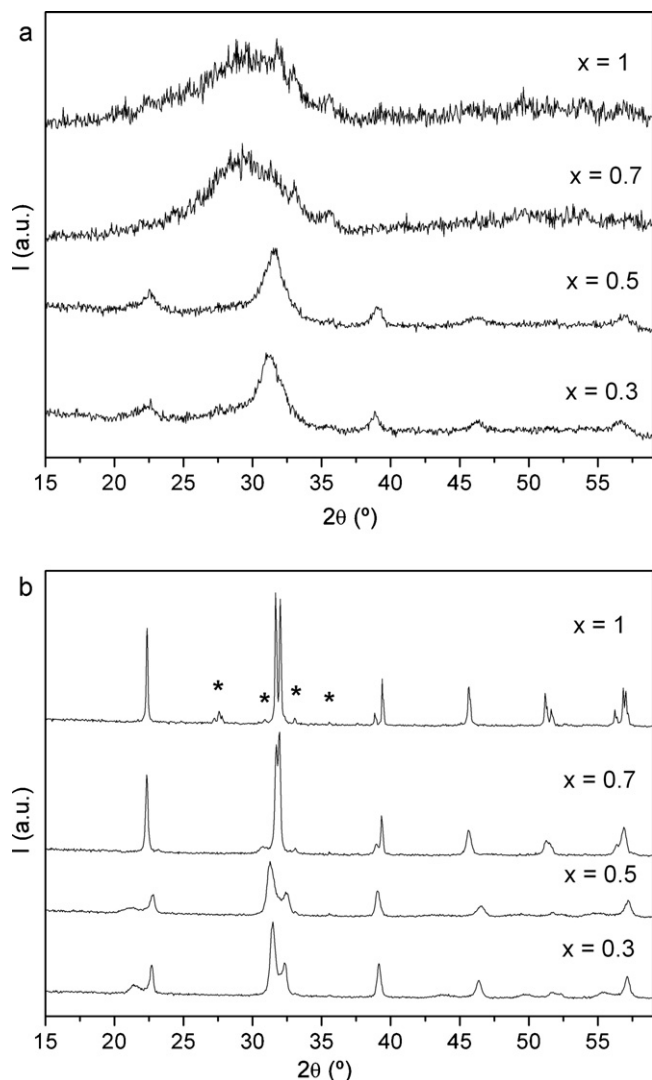 a
x = 1
x = 0.7
x = 0.5
x = 0.3
I (a.u.)
15 20 25 30 35 40 45 50 55
2θ (º)
b
x = 1
* * * *
x = 0.7
x = 0.5
x = 0.3
I (a.u.)
15 20 25 30 35 40 45 50 55
2θ (º)